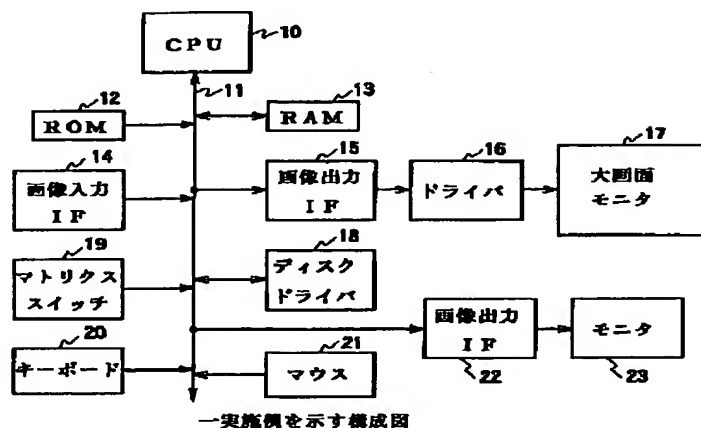 10
CPU
11
12
ROM
13
RAM
14
画像入力
IF
15
画像出力
IF
16
ドライバ
17
大画面
モニタ
19
マトリクス
スイッチ
18
ディスク
ドライバ
20
キーボード
21
マウス
画像出力
IF
22
モニタ
23
一実施例を示す構成図